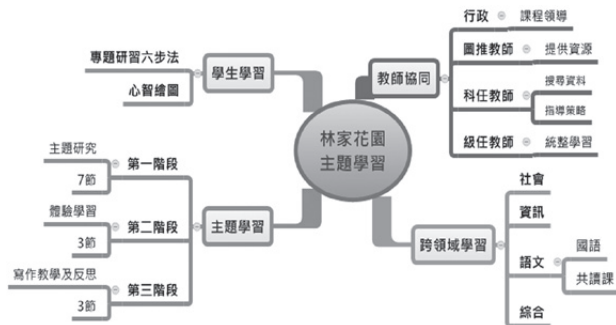 林家花園
主題學習
學生學習
專題研習六步法
心智繪圖
教師協同
行政
課程領導
圖推教師
提供資源
科任教師
搜尋資料
指導策略
級任教師
統整學習
主題學習
第一階段
主題研究
7節
第二階段
體驗學習
3節
第三階段
寫作教學及反思
3節
跨領域學習
社會
資訊
語文
國語
共讀課
綜合